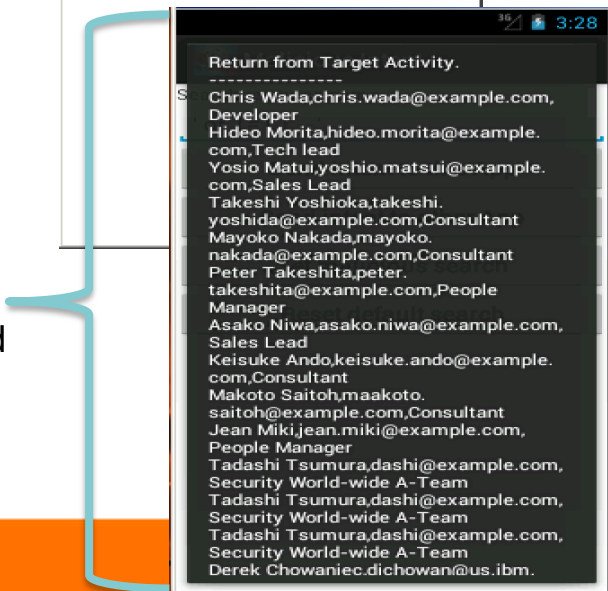 3G 3:28
Return from Target Activity.
---------------
Chris Wada,chris.wada@example.com,
Developer
Hideo Morita,hideo.morita@example.
com,Tech lead
Yosio Matui,yoshio.matsui@example.
com,Sales Lead
Takeshi Yoshioka,takeshi.
yoshida@example.com,Consultant
Mayoko Nakada,mayoko.
nakada@example.com,Consultant
Peter Takeshita,peter.
takeshita@example.com,People
Manager
Asako Niwa,asako.niwa@example.com,
Sales Lead
Keisuke Ando,keisuke.ando@example.
com,Consultant
Makoto Saitoh,maakoto.
saitoh@example.com,Consultant
Jean Miki,jean.miki@example.com,
People Manager
Tadashi Tsumura,dashi@example.com,
Security World-wide A-Team
Tadashi Tsumura,dashi@example.com,
Security World-wide A-Team
Tadashi Tsumura,dashi@example.com,
Security World-wide A-Team
Derek Chowaniec,dichowan@us.ibm.
search
Reset default search